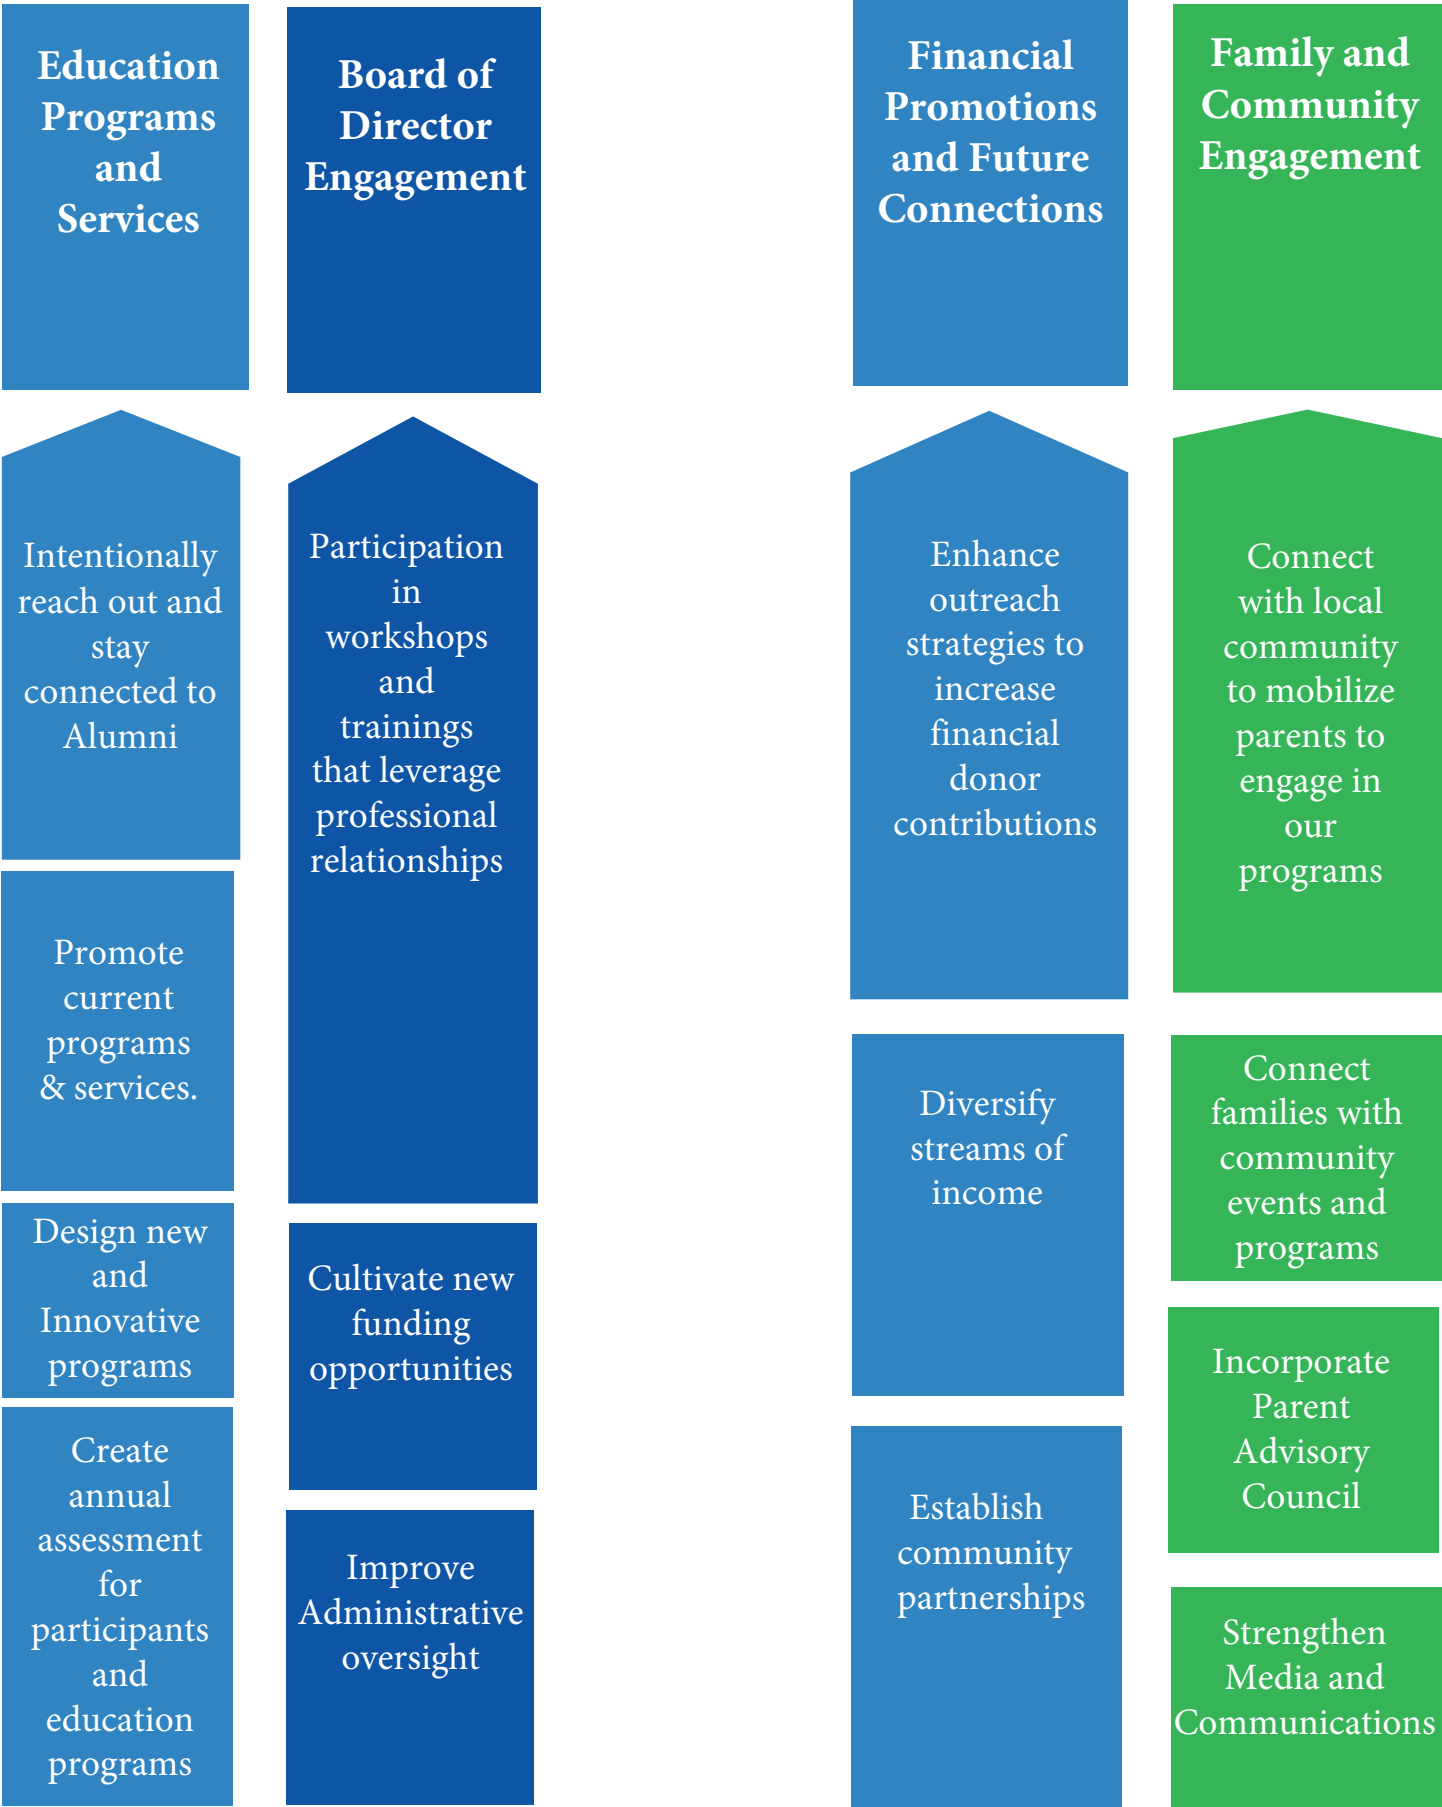 Education
Programs
and
Services
Intentionally
reach out and
stay
connected to
Alumni
Promote
current
programs
& services.
Design new
and
Innovative
programs
Create
annual
assessment
for
participants
and
education
programs
Board of
Director
Engagement
Participation
in
workshops
and
trainings
that leverage
professional
relationships
Cultivate new
funding
opportunities
Improve
Administrative
oversight
Financial
Promotions
and Future
Connections
Enhance
outreach
strategies to
increase
financial
donor
contributions
Diversify
streams of
income
Establish
community
partnerships
Family and
Community
Engagement
Connect
with local
community
to mobilize
parents to
engage in
our
programs
Connect
families with
community
events and
programs
Incorporate
Parent
Advisory
Council
Strengthen
Media and
Communications